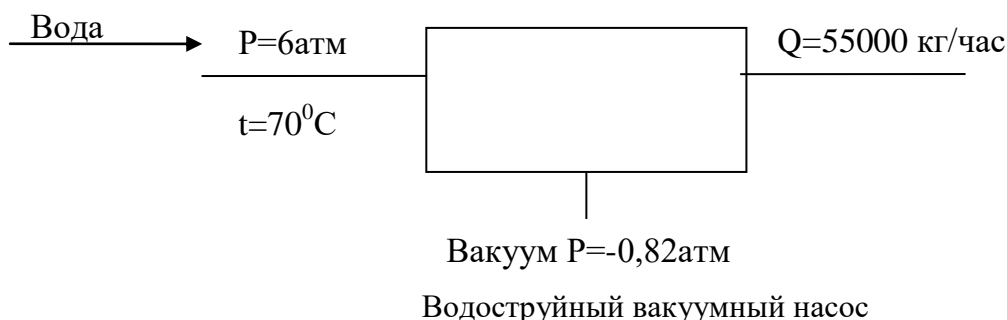 Вода
P=6атм
Q=55000 кг/час
t=70⁰C
Вакуум P=-0,82атм
Водоструйный вакуумный насос